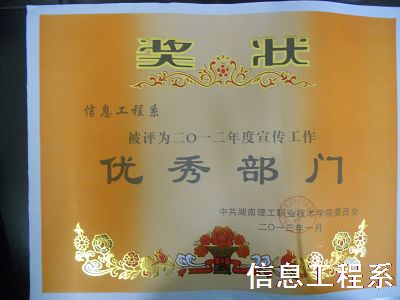 奖状
信息工程系
被评为二〇一二年度宣传工作
优秀部门
中共湖南理工职业技术学院委员会
二〇一三年一月
信息工程系